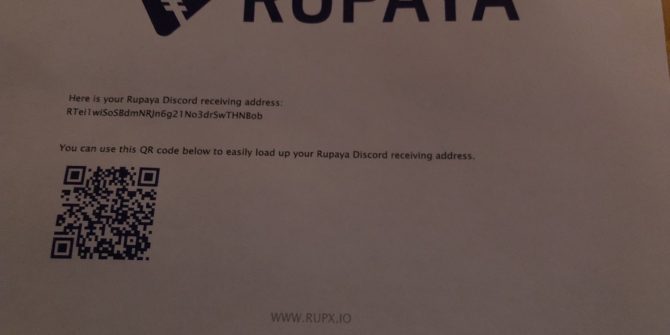 RUPAYA
Here is your Rupaya Discord receiving address:
RTei1wiSoSBdmNRJn6g21No3drSwTHNBob
You can use this QR code below to easily load up your Rupaya Discord receiving address.
WWW.RUPX.IO